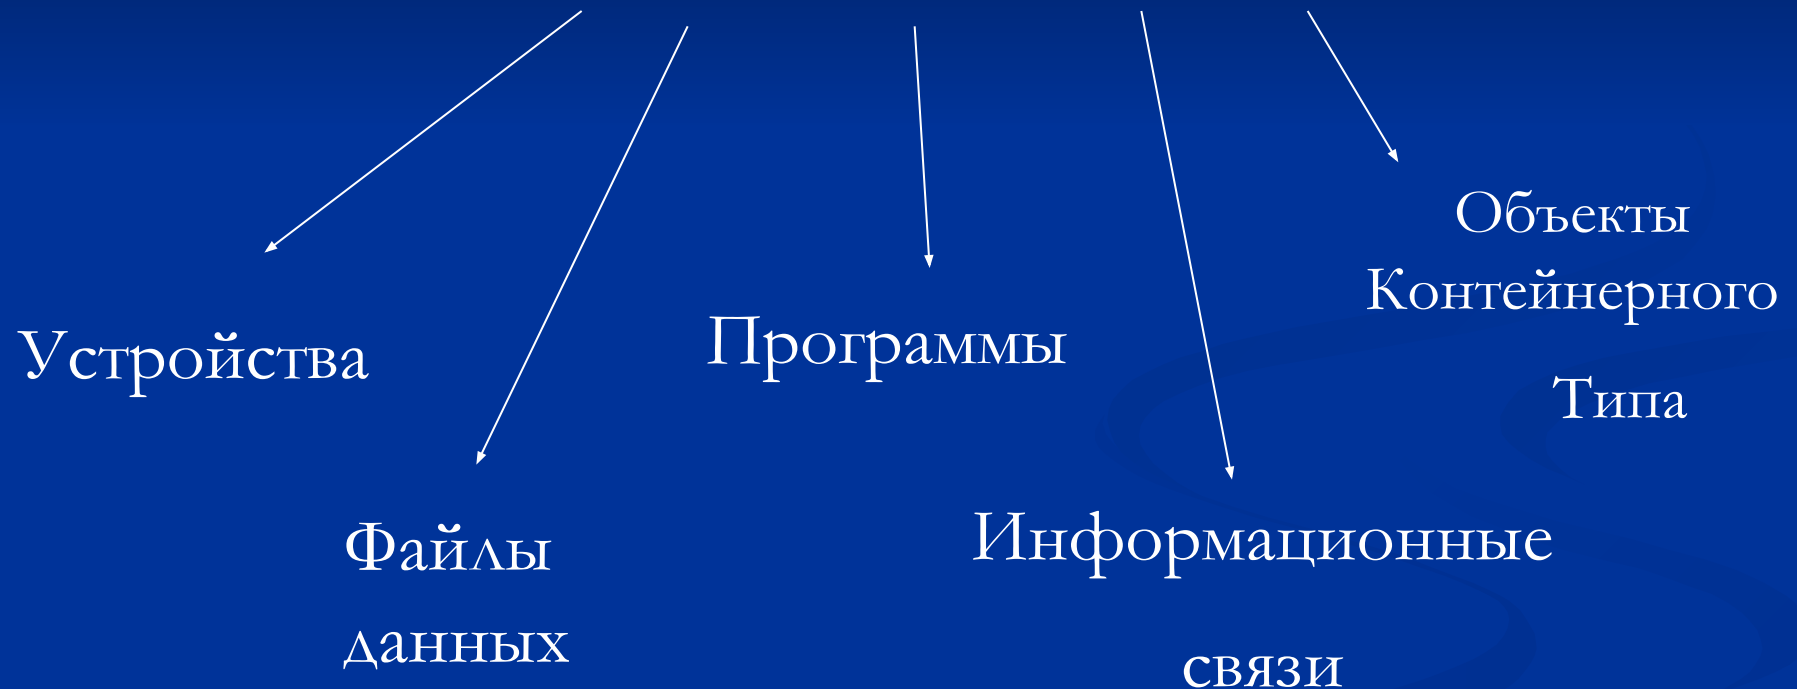 Устройства
Файлы
данных
Программы
Информационные
связи
Объекты
Контейнерного
Типа